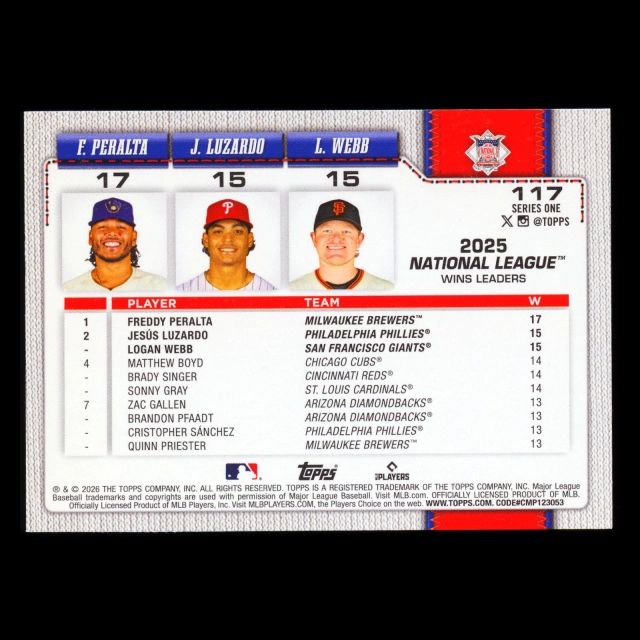 F. PERALTA J. LUZARDO L. WEBB
17 15 15
117
SERIES ONE
@TOPPS
2025
NATIONAL LEAGUE™
WINS LEADERS
PLAYER TEAM W
1 FREDDY PERALTA MILWAUKEE BREWERS™ 17
2 JESÚS LUZARDO PHILADELPHIA PHILLIES® 15
- LOGAN WEBB SAN FRANCISCO GIANTS® 15
4 MATTHEW BOYD CHICAGO CUBS® 14
- BRADY SINGER CINCINNATI REDS® 14
- SONNY GRAY ST. LOUIS CARDINALS® 14
7 ZAC GALLEN ARIZONA DIAMONDBACKS® 13
- BRANDON PFAADT ARIZONA DIAMONDBACKS® 13
- CRISTOPHER SÁNCHEZ PHILADELPHIA PHILLIES® 13
- QUINN PRIESTER MILWAUKEE BREWERS™ 13
Topps PLAYERS
® & © 2026 THE TOPPS COMPANY, INC. ALL RIGHTS RESERVED. TOPPS IS A REGISTERED TRADEMARK OF THE TOPPS COMPANY, INC. Major League
Baseball trademarks and copyrights are used with permission of Major League Baseball. Visit MLB.com. OFFICIALLY LICENSED PRODUCT OF MLB.
Officially Licensed Product of MLB Players, Inc. Visit MLBPLAYERS.COM, the Players Choice on the web. WWW.TOPPS.COM. CODE#CMP123053